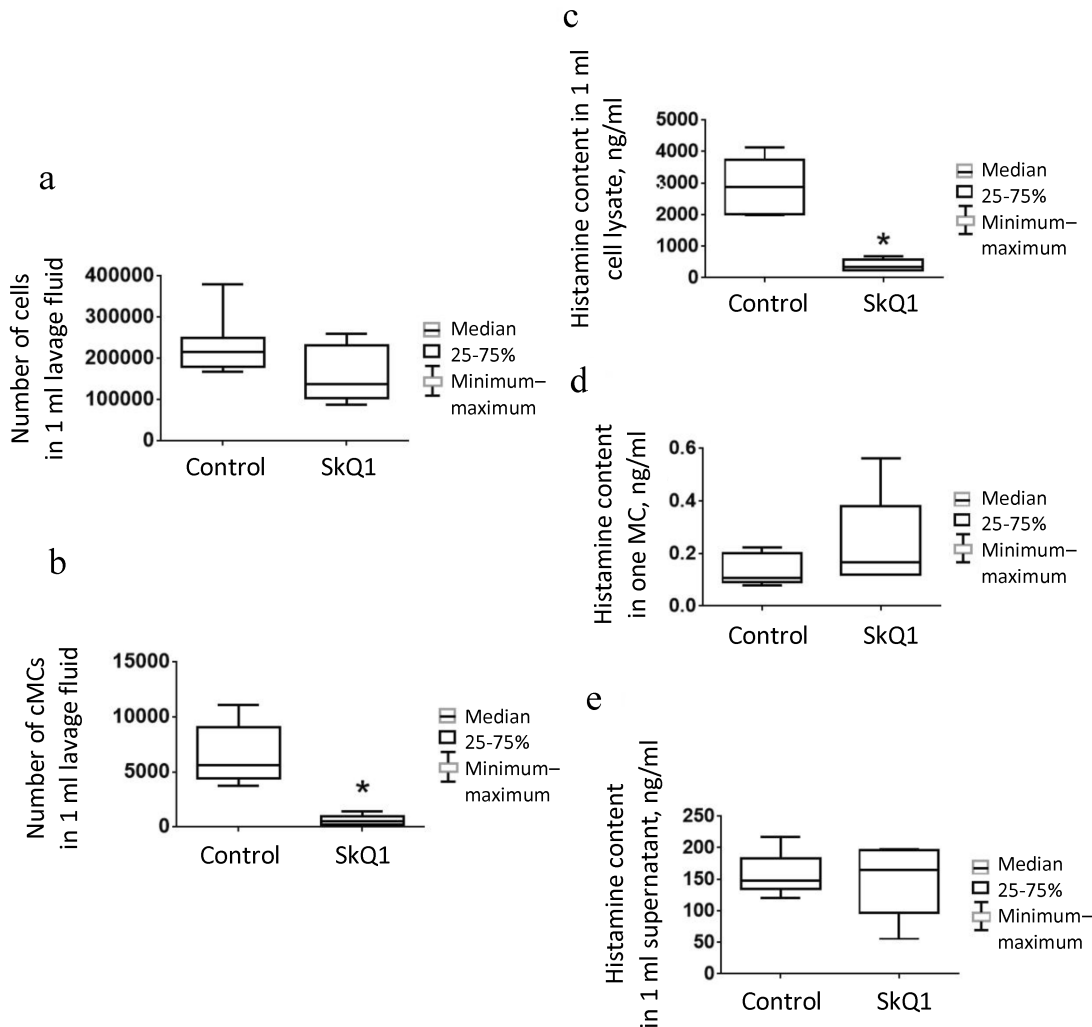 a
Number of cells
in 1 ml lavage fluid
400000
300000
200000
100000
0
Control
SkQ1
Median
25-75%
Minimum–
maximum
b
Number of cMCs
in 1 ml lavage fluid
15000
10000
5000
0
*
Control
SkQ1
Median
25-75%
Minimum–
maximum
c
Histamine content in 1 ml
cell lysate, ng/ml
5000
4000
3000
2000
1000
0
*
Control
SkQ1
Median
25-75%
Minimum–
maximum
d
Histamine content
in one MC, ng/ml
0.6
0.4
0.2
0.0
Control
SkQ1
Median
25-75%
Minimum–
maximum
e
Histamine content
in 1 ml supernatant, ng/ml
250
200
150
100
50
0
Control
SkQ1
Median
25-75%
Minimum–
maximum